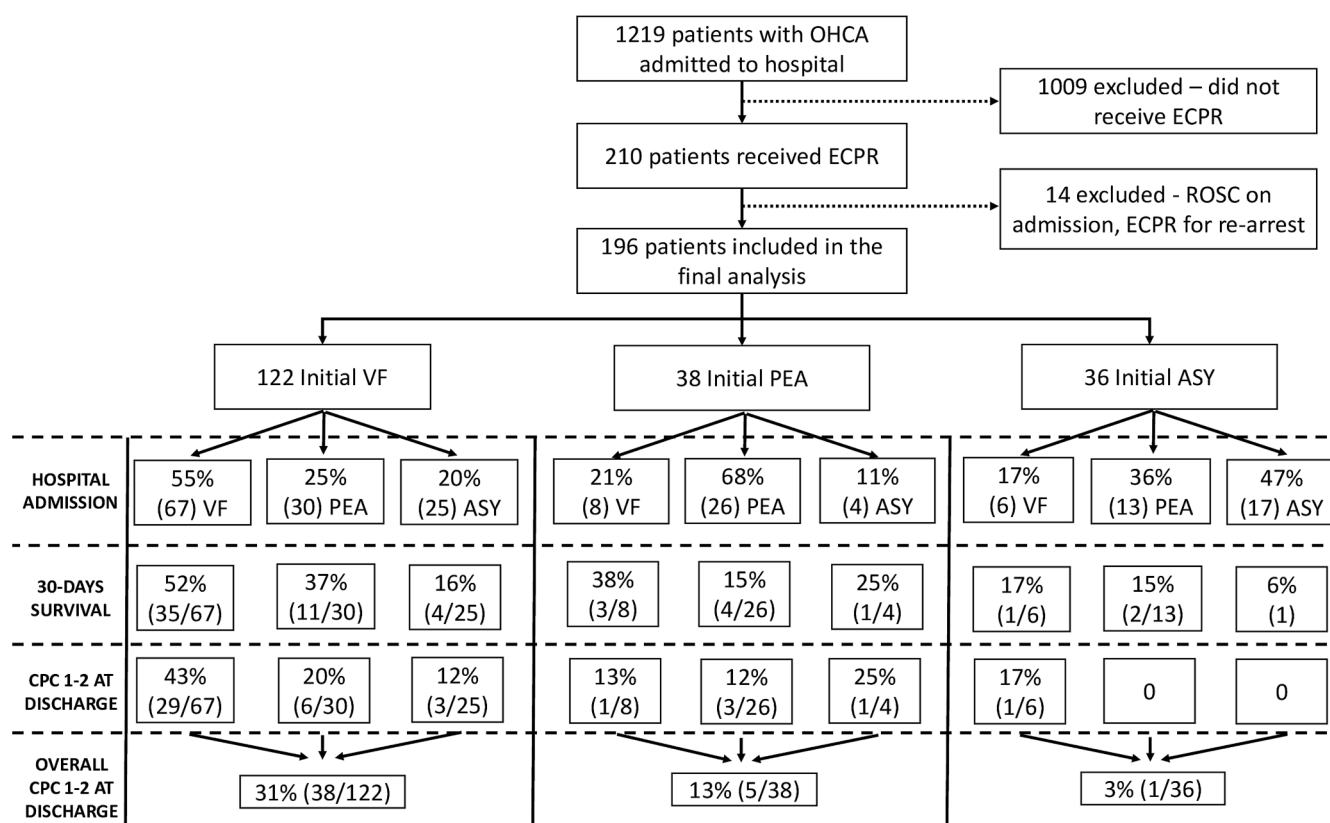 1219 patients with OHCA
admitted to hospital
1009 excluded – did not
receive ECPR
210 patients received ECPR
14 excluded - ROSC on
admission, ECPR for re-arrest
196 patients included in the
final analysis
122 Initial VF
38 Initial PEA
36 Initial ASY
HOSPITAL
ADMISSION
55%
(67) VF
25%
(30) PEA
20%
(25) ASY
21%
(8) VF
68%
(26) PEA
11%
(4) ASY
17%
(6) VF
36%
(13) PEA
47%
(17) ASY
30-DAYS
SURVIVAL
52%
(35/67)
37%
(11/30)
16%
(4/25)
38%
(3/8)
15%
(4/26)
25%
(1/4)
17%
(1/6)
15%
(2/13)
6%
(1)
CPC 1-2 AT
DISCHARGE
43%
(29/67)
20%
(6/30)
12%
(3/25)
13%
(1/8)
12%
(3/26)
25%
(1/4)
17%
(1/6)
0
0
OVERALL
CPC 1-2 AT
DISCHARGE
31% (38/122)
13% (5/38)
3% (1/36)